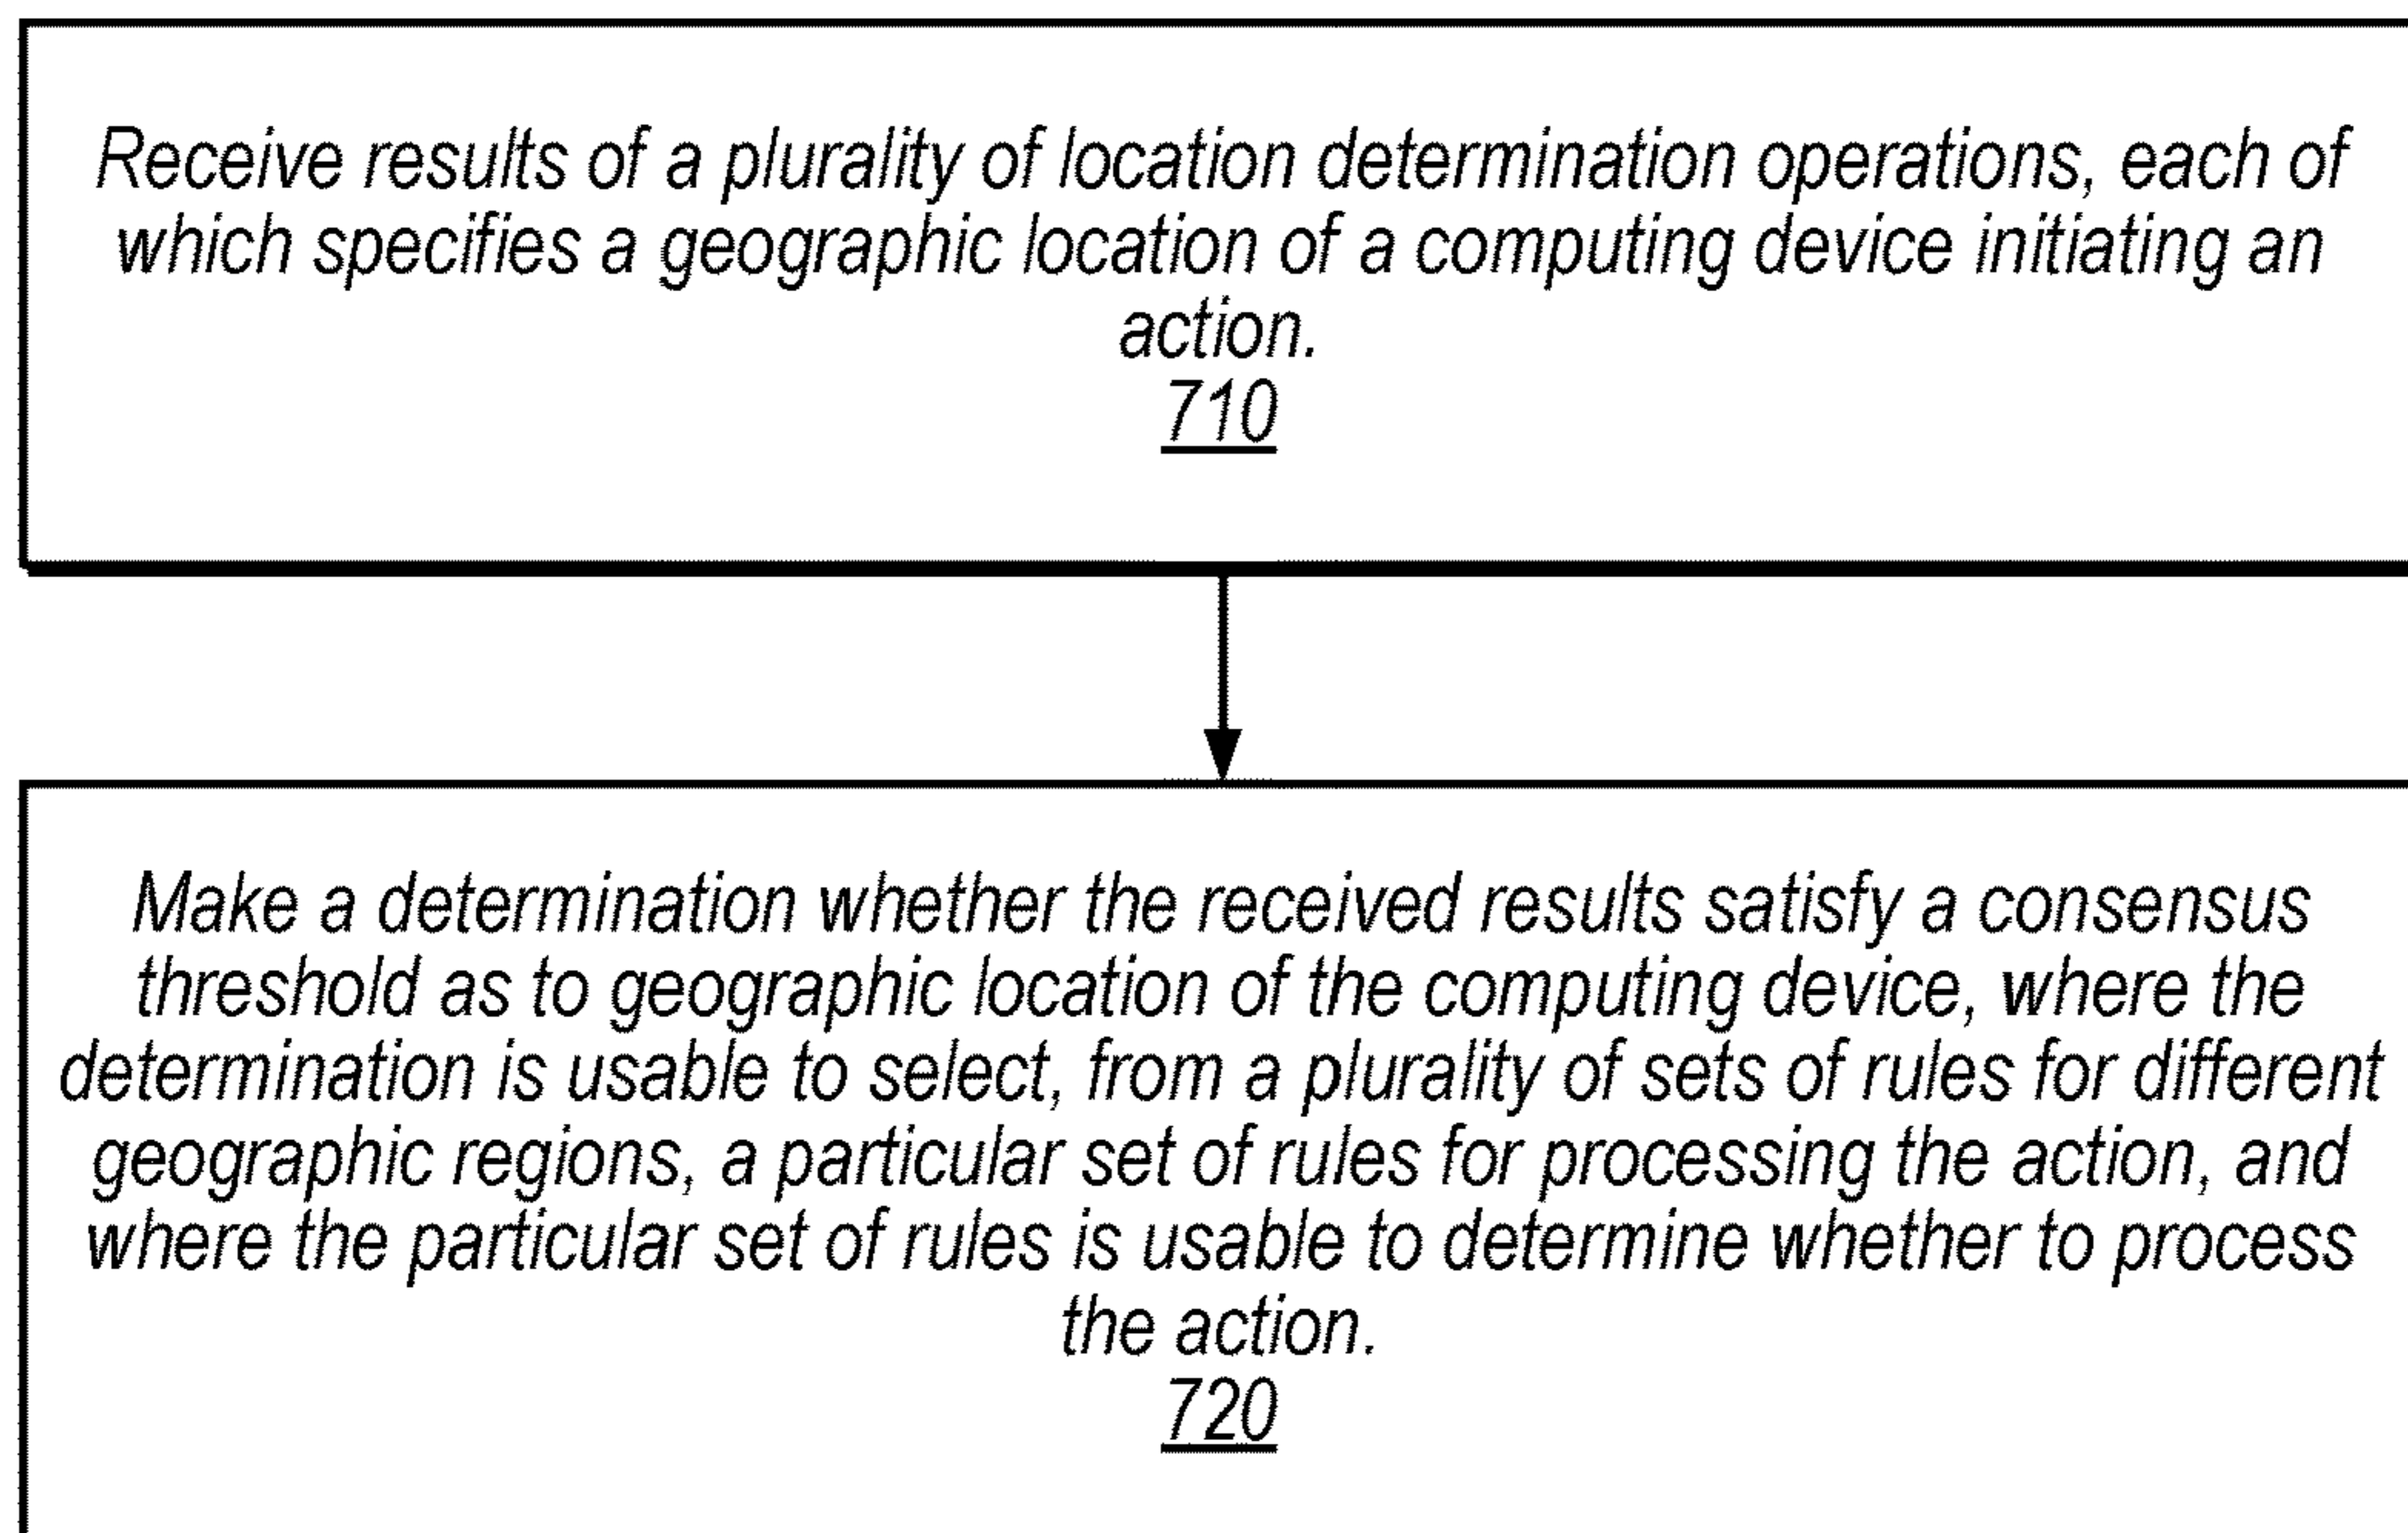 Receive results of a plurality of location determination operations, each of
which specifies a geographic location of a computing device initiating an
action.
710
Make a determination whether the received results satisfy a consensus
threshold as to geographic location of the computing device, where the
determination is usable to select, from a plurality of sets of rules for different
geographic regions, a particular set of rules for processing the action, and
where the particular set of rules is usable to determine whether to process
the action.
720